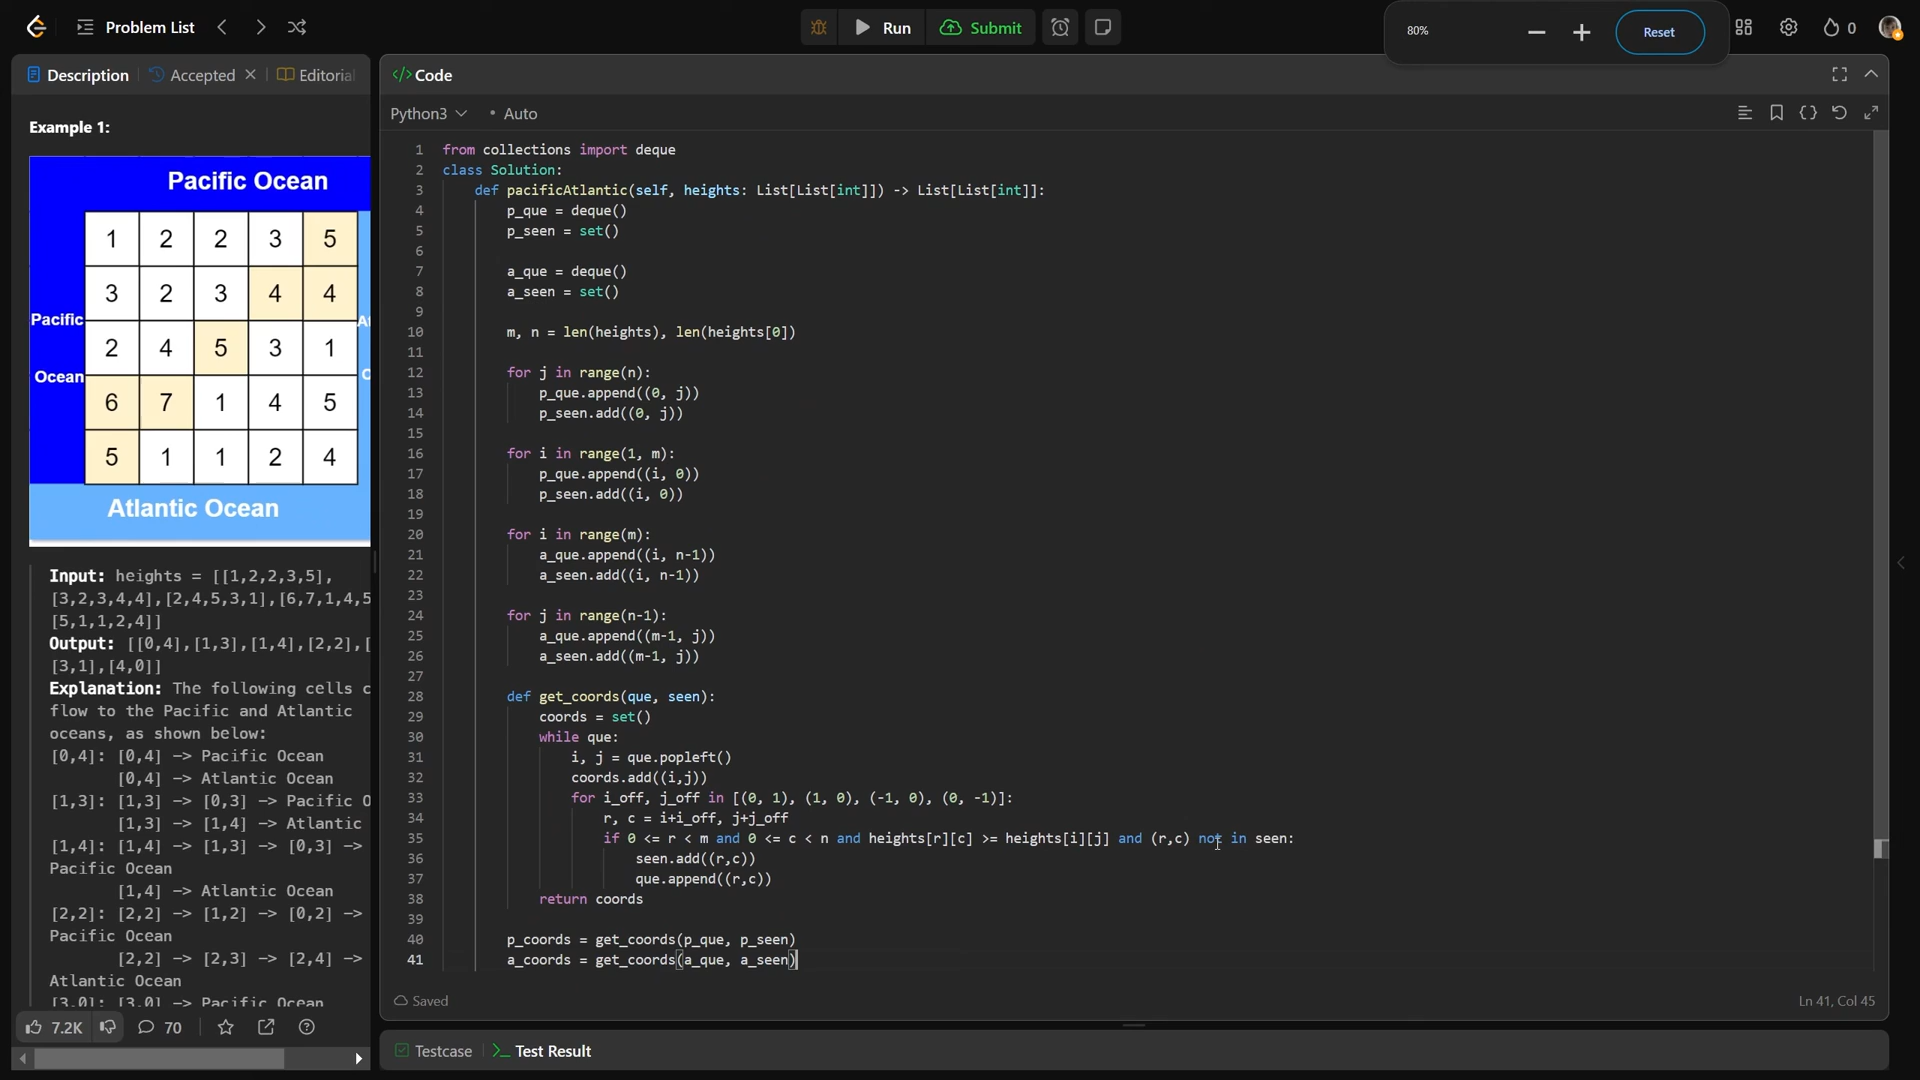 Problem List
Run
Submit
80%
Reset
0
Description
Accepted
Editorial
Code
Python3
Auto
Example 1:
Pacific Ocean
1 2 2 3 5
3 2 3 4 4
Pacific
2 4 5 3 1
Ocean
6 7 1 4 5
5 1 1 2 4
Atlantic Ocean
Input: heights = [[1,2,2,3,5],
[3,2,3,4,4],[2,4,5,3,1],[6,7,1,4,5
[5,1,1,2,4]]
Output: [[0,4],[1,3],[1,4],[2,2],[
[3,1],[4,0]]
Explanation: The following cells c
flow to the Pacific and Atlantic
oceans, as shown below:
[0,4]: [0,4] -> Pacific Ocean
[0,4] -> Atlantic Ocean
[1,3]: [1,3] -> [0,3] -> Pacific O
[1,3] -> [1,4] -> Atlantic
[1,4]: [1,4] -> [1,3] -> [0,3] ->
Pacific Ocean
[1,4] -> Atlantic Ocean
[2,2]: [2,2] -> [1,2] -> [0,2] ->
Pacific Ocean
[2,2] -> [2,3] -> [2,4] ->
Atlantic Ocean
[3,0]: [3,0] -> Pacific Ocean
7.2K
70
1 from collections import deque
2 class Solution:
3 def pacificAtlantic(self, heights: List[List[int]]) -> List[List[int]]:
4 p_que = deque()
5 p_seen = set()
6
7 a_que = deque()
8 a_seen = set()
9
10 m, n = len(heights), len(heights[0])
11
12 for j in range(n):
13 p_que.append((0, j))
14 p_seen.add((0, j))
15
16 for i in range(1, m):
17 p_que.append((i, 0))
18 p_seen.add((i, 0))
19
20 for i in range(m):
21 a_que.append((i, n-1))
22 a_seen.add((i, n-1))
23
24 for j in range(n-1):
25 a_que.append((m-1, j))
26 a_seen.add((m-1, j))
27
28 def get_coords(que, seen):
29 coords = set()
30 while que:
31 i, j = que.popleft()
32 coords.add((i,j))
33 for i_off, j_off in [(0, 1), (1, 0), (-1, 0), (0, -1)]:
34 r, c = i+i_off, j+j_off
35 if 0 <= r < m and 0 <= c < n and heights[r][c] >= heights[i][j] and (r,c) not in seen:
36 seen.add((r,c))
37 que.append((r,c))
38 return coords
39
40 p_coords = get_coords(p_que, p_seen)
41 a_coords = get_coords(a_que, a_seen)
Saved
Ln 41, Col 45
Testcase
Test Result